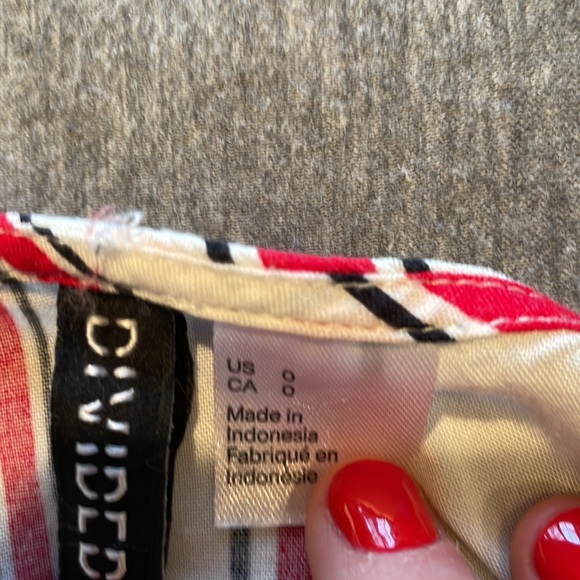 DIVIDED
US 0
CA 0
Made in
Indonesia
Fabriqué en
Indonésie